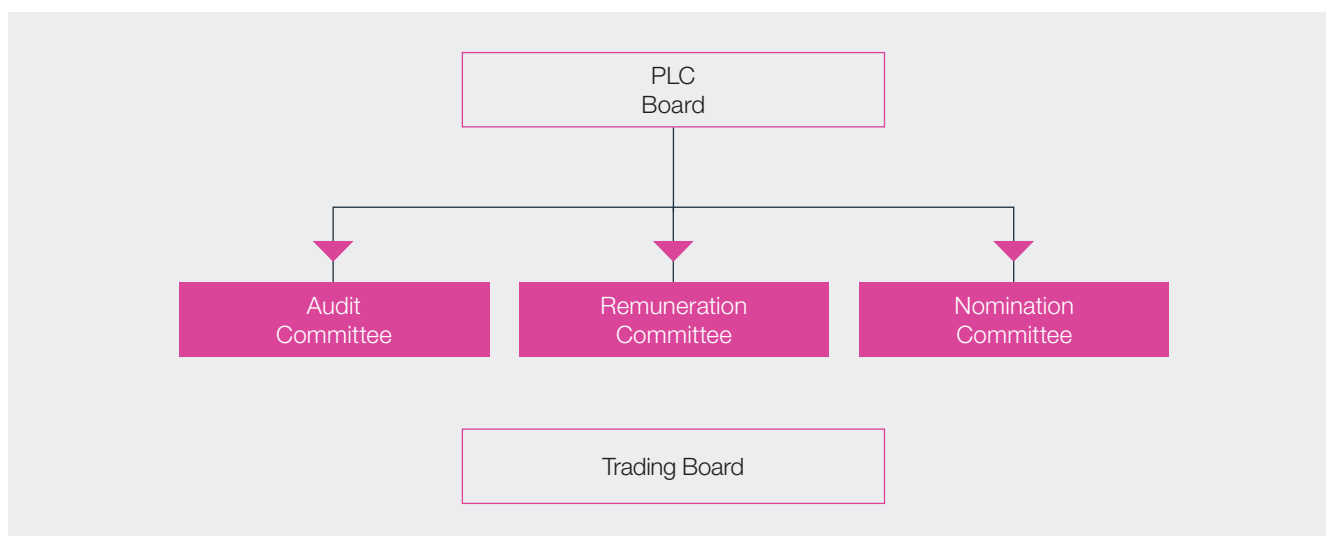 PLC
Board
Audit
Committee
Remuneration
Committee
Nomination
Committee
Trading Board